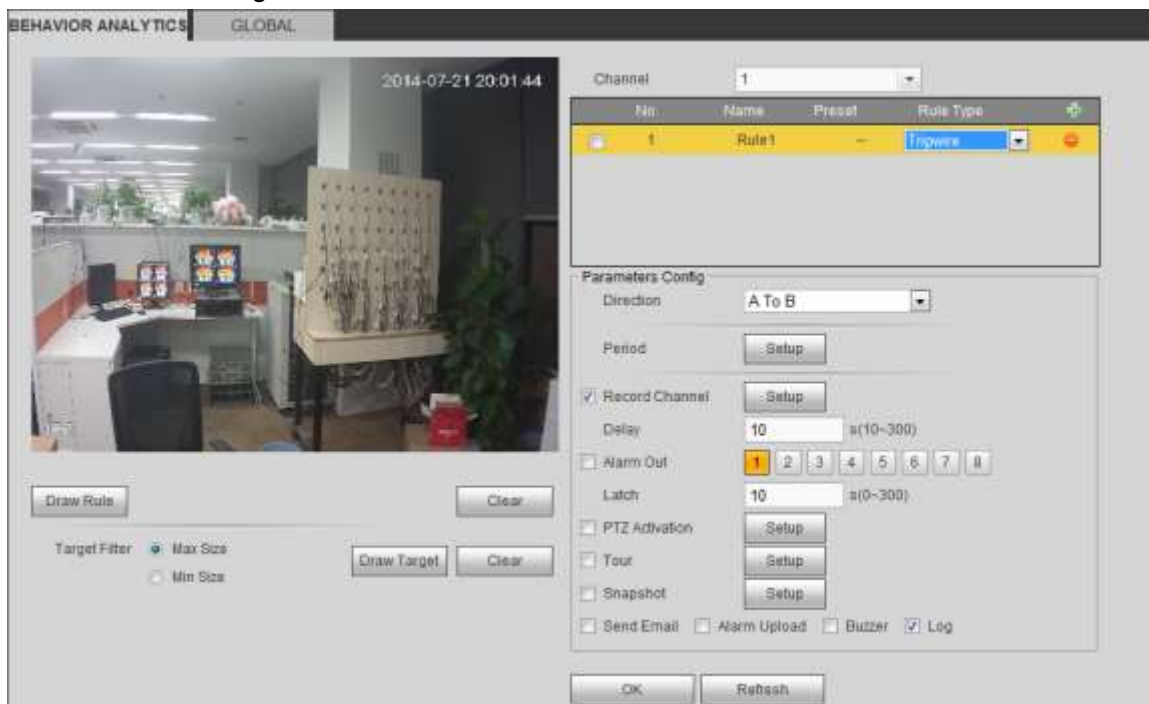 BEHAVIOR ANALYTICS GLOBAL
2014-07-21 20:01:44
Channel 1
No. Name Preset Rule Type
1 Rule1 -- Tripwire
Parameters Config
Direction A To B
Period Setup
Record Channel Setup
Delay 10 s(10~300)
Alarm Out 1 2 3 4 5 6 7 8
Latch 10 s(0~300)
PTZ Activation Setup
Tour Setup
Snapshot Setup
Send Email Alarm Upload Buzzer Log
OK Refresh
Draw Rule Clear
Target Filter Max Size
Min Size
Draw Target Clear